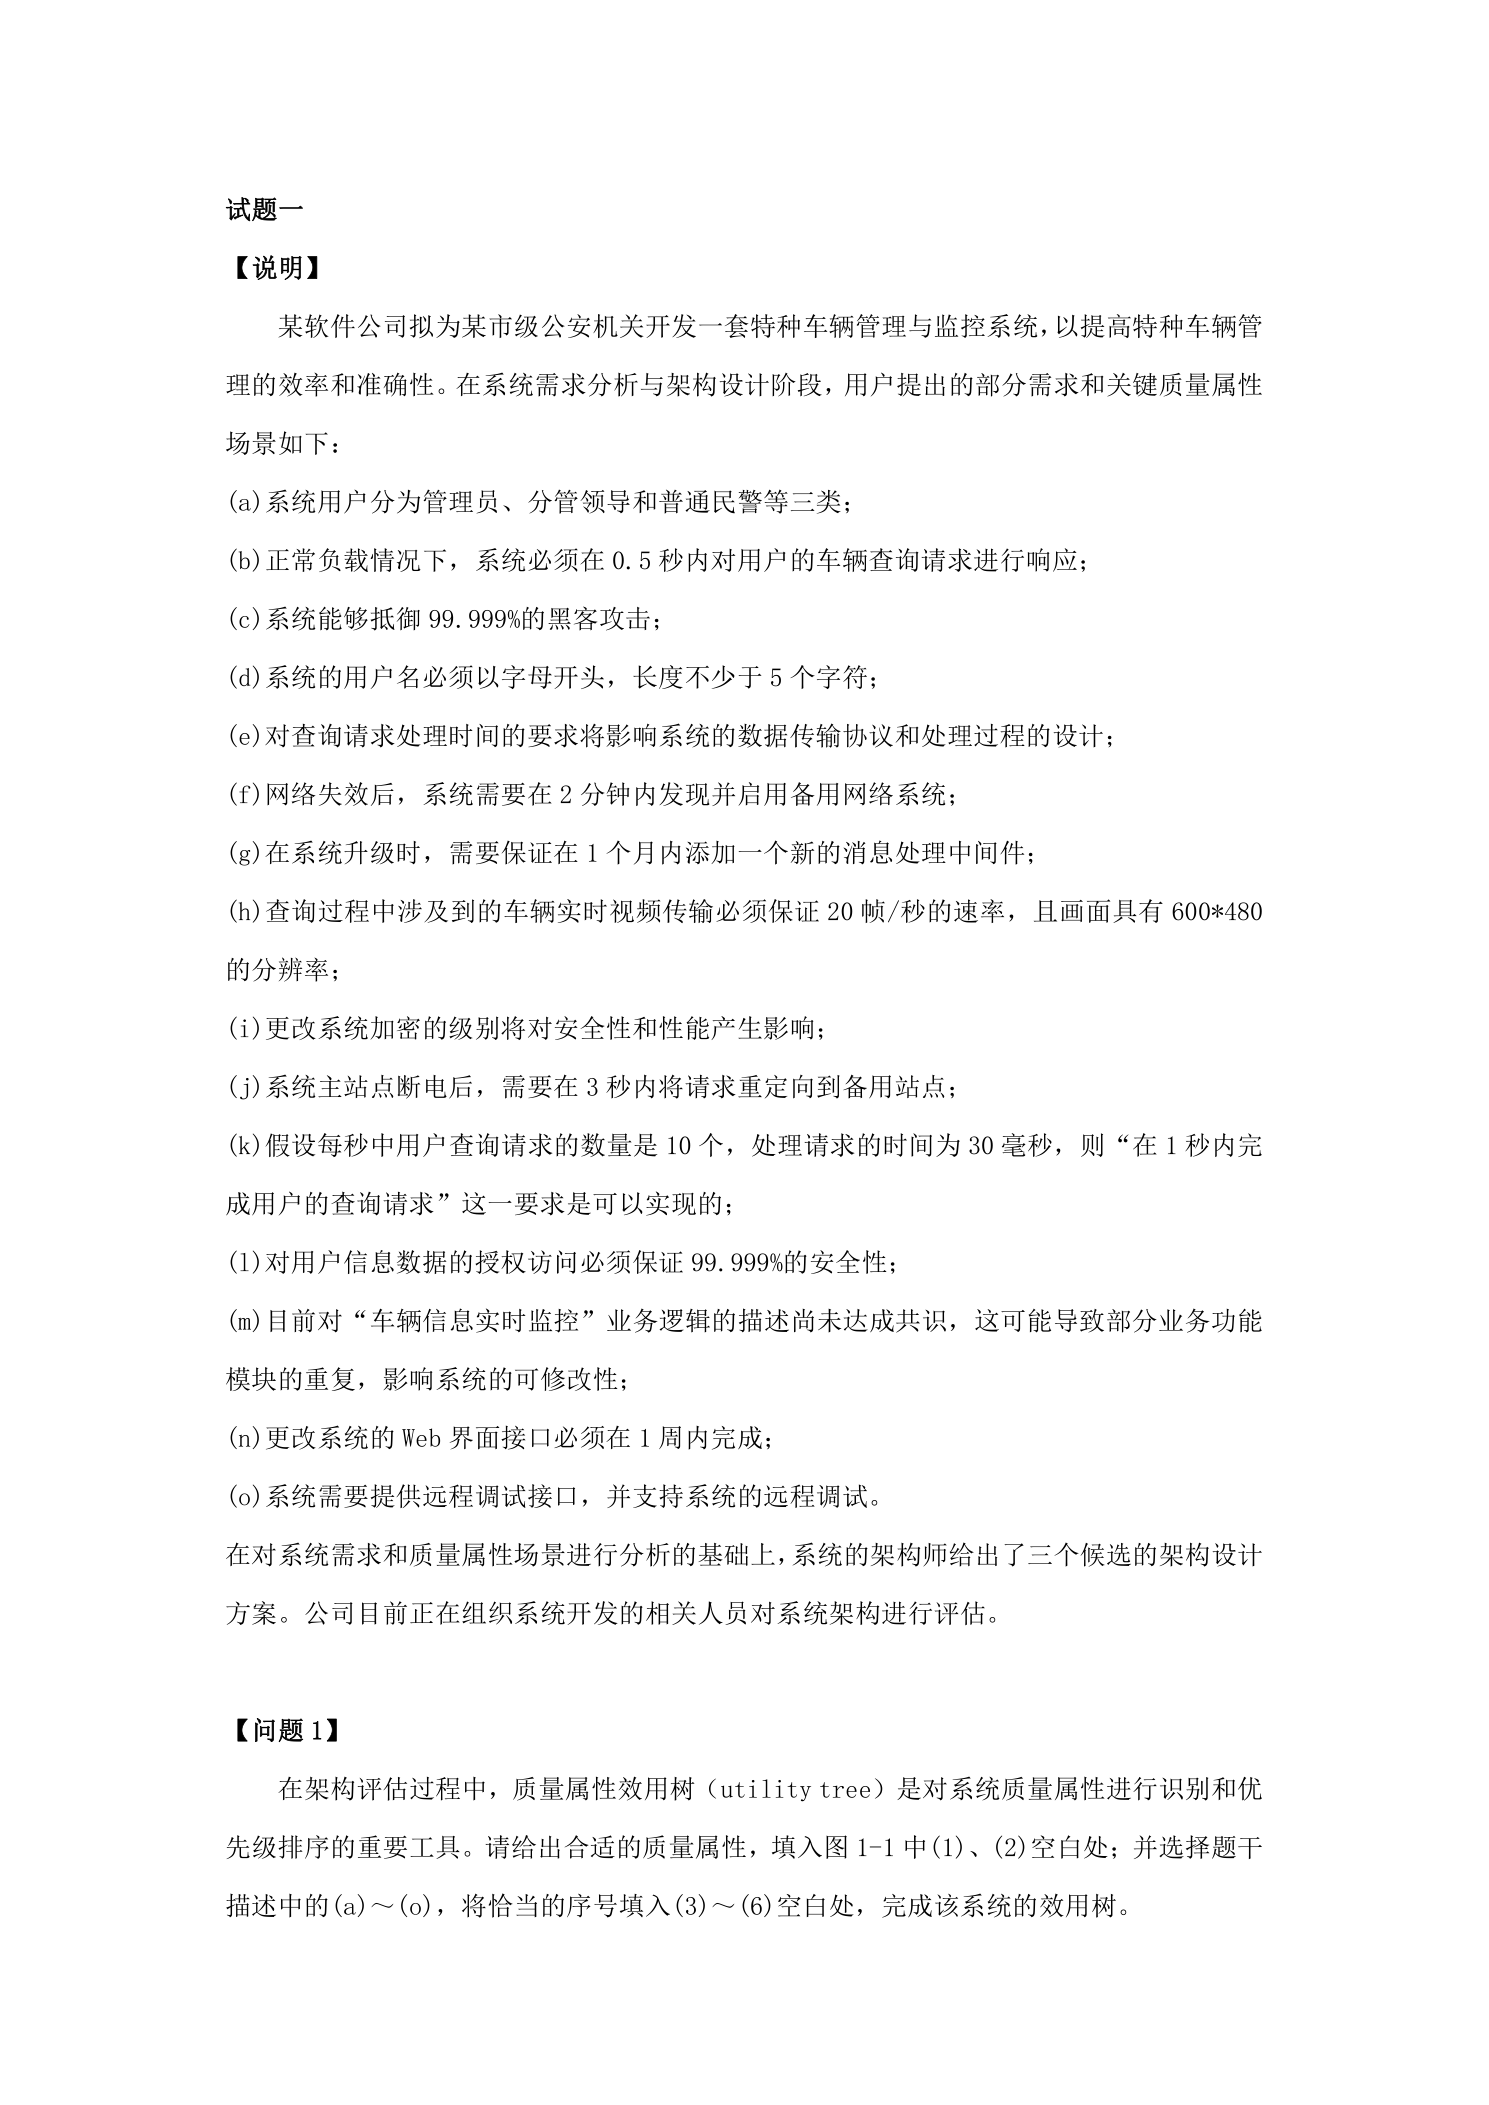 试题一
【说明】
某软件公司拟为某市级公安机关开发一套特种车辆管理与监控系统,以提高特种车辆管
理的效率和准确性。在系统需求分析与架构设计阶段,用户提出的部分需求和关键质量属性
场景如下:
(a)系统用户分为管理员、分管领导和普通民警等三类;
(b)正常负载情况下，系统必须在 0.5 秒内对用户的车辆查询请求进行响应;
(c)系统能够抵御 99.999%的黑客攻击;
(d)系统的用户名必须以字母开头，长度不少于 5 个字符;
(e)对查询请求处理时间的要求将影响系统的数据传输协议和处理过程的设计;
(f)网络失效后，系统需要在 2 分钟内发现并启用备用网络系统;
(g)在系统升级时，需要保证在 1 个月内添加一个新的消息处理中间件;
(h)查询过程中涉及到的车辆实时视频传输必须保证 20 帧/秒的速率，且画面具有 600*480
的分辨率;
(i)更改系统加密的级别将对安全性和性能产生影响;
(j)系统主站点断电后，需要在 3 秒内将请求重定向到备用站点;
(k)假设每秒中用户查询请求的数量是 10 个，处理请求的时间为 30 毫秒，则“在 1 秒内完
成用户的查询请求”这一要求是可以实现的;
(l)对用户信息数据的授权访问必须保证 99.999%的安全性;
(m)目前对“车辆信息实时监控”业务逻辑的描述尚未达成共识，这可能导致部分业务功能
模块的重复，影响系统的可修改性;
(n)更改系统的 Web 界面接口必须在 1 周内完成;
(o)系统需要提供远程调试接口，并支持系统的远程调试。
在对系统需求和质量属性场景进行分析的基础上,系统的架构师给出了三个候选的架构设计
方案。公司目前正在组织系统开发的相关人员对系统架构进行评估。
【问题 1】
在架构评估过程中，质量属性效用树（utility tree）是对系统质量属性进行识别和优
先级排序的重要工具。请给出合适的质量属性，填入图 1-1 中(1)、(2)空白处；并选择题干
描述中的(a)～(o)，将恰当的序号填入(3)～(6)空白处，完成该系统的效用树。